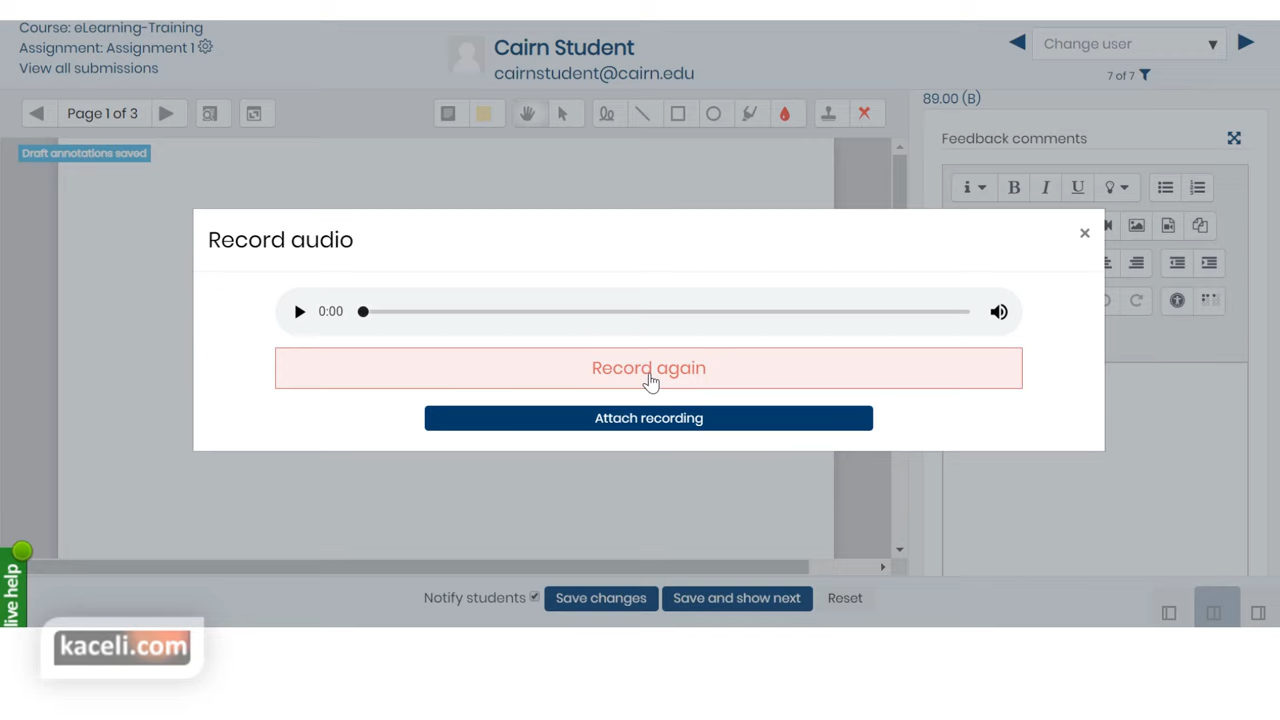 Course: eLearning-Training
Assignment: Assignment 1
View all submissions
Cairn Student
cairnstudent@cairn.edu
Change user
7 of 7
Page 1 of 3
89.00 (B)
Feedback comments
Draft annotations saved
i B I U
Record audio
×
0:00
Record again
Attach recording
live help
Notify students
Save changes
Save and show next
Reset
kaceli.com